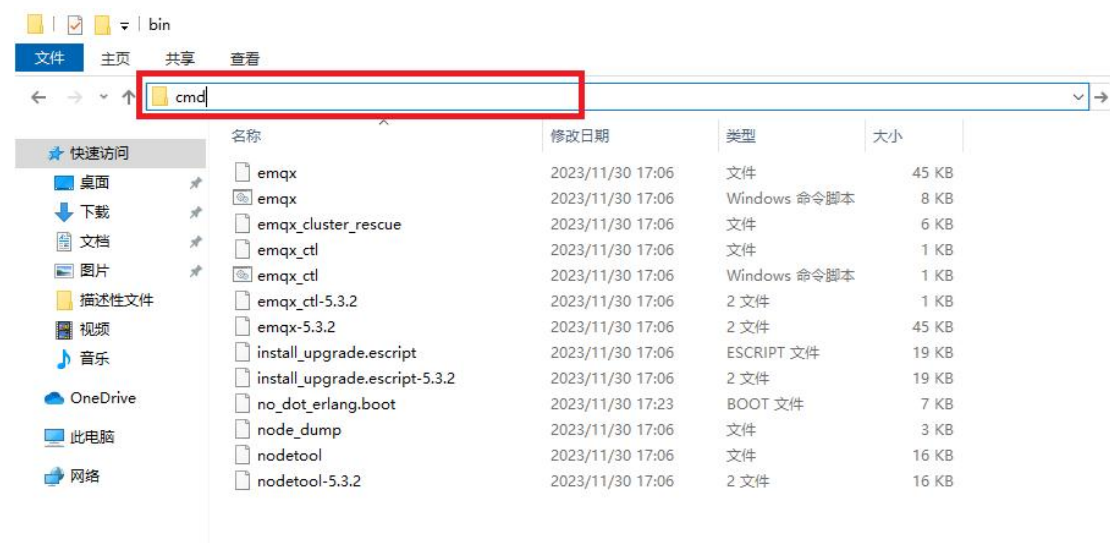 bin
文件 主页 共享 查看
cmd
名称 修改日期 类型 大小
快速访问
桌面
下载
文档
图片
描述性文件
视频
音乐
OneDrive
此电脑
网络
emqx 2023/11/30 17:06 文件 45 KB
emqx 2023/11/30 17:06 Windows 命令脚本 8 KB
emqx_cluster_rescue 2023/11/30 17:06 文件 6 KB
emqx_ctl 2023/11/30 17:06 文件 1 KB
emqx_ctl 2023/11/30 17:06 Windows 命令脚本 1 KB
emqx_ctl-5.3.2 2023/11/30 17:06 2 文件 1 KB
emqx-5.3.2 2023/11/30 17:06 2 文件 45 KB
install_upgrade.escript 2023/11/30 17:06 ESCRIPT 文件 19 KB
install_upgrade.escript-5.3.2 2023/11/30 17:06 2 文件 19 KB
no_dot_erlang.boot 2023/11/30 17:23 BOOT 文件 7 KB
node_dump 2023/11/30 17:06 文件 3 KB
nodetool 2023/11/30 17:06 文件 16 KB
nodetool-5.3.2 2023/11/30 17:06 2 文件 16 KB